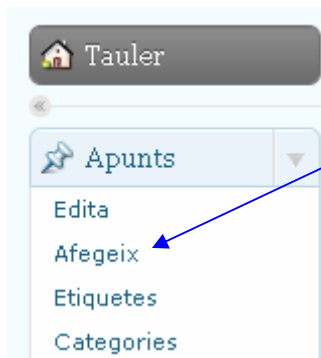 Tauler
«
Apunts
Edita
Afegeix
Etiquetes
Categories